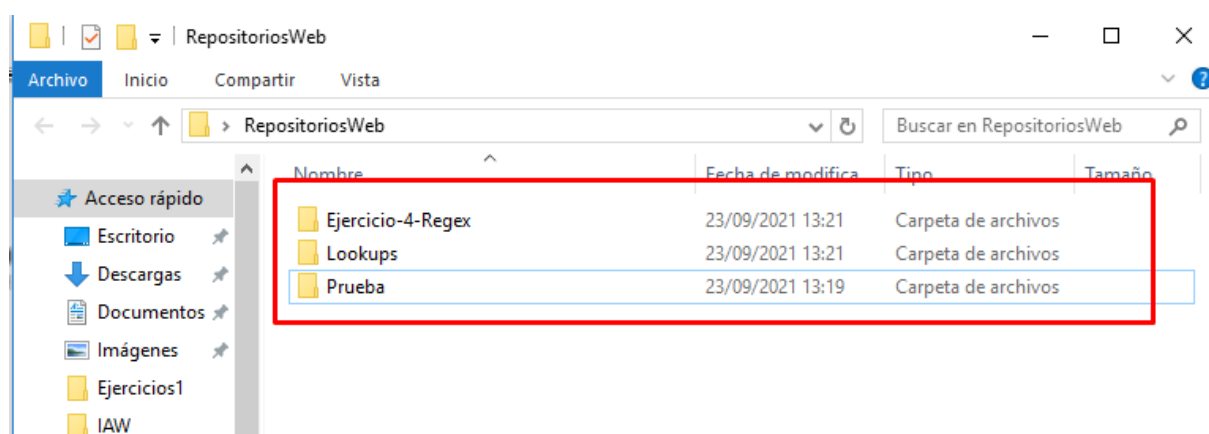 RepositoriosWeb
Archivo Inicio Compartir Vista
RepositoriosWeb Buscar en RepositoriosWeb
Nombre Fecha de modifica Tipo Tamaño
Acceso rápido
Ejercicio-4-Regex 23/09/2021 13:21 Carpeta de archivos
Escritorio
Lookups 23/09/2021 13:21 Carpeta de archivos
Descargas
Prueba 23/09/2021 13:19 Carpeta de archivos
Documentos
Imágenes
Ejercicios1
IAW